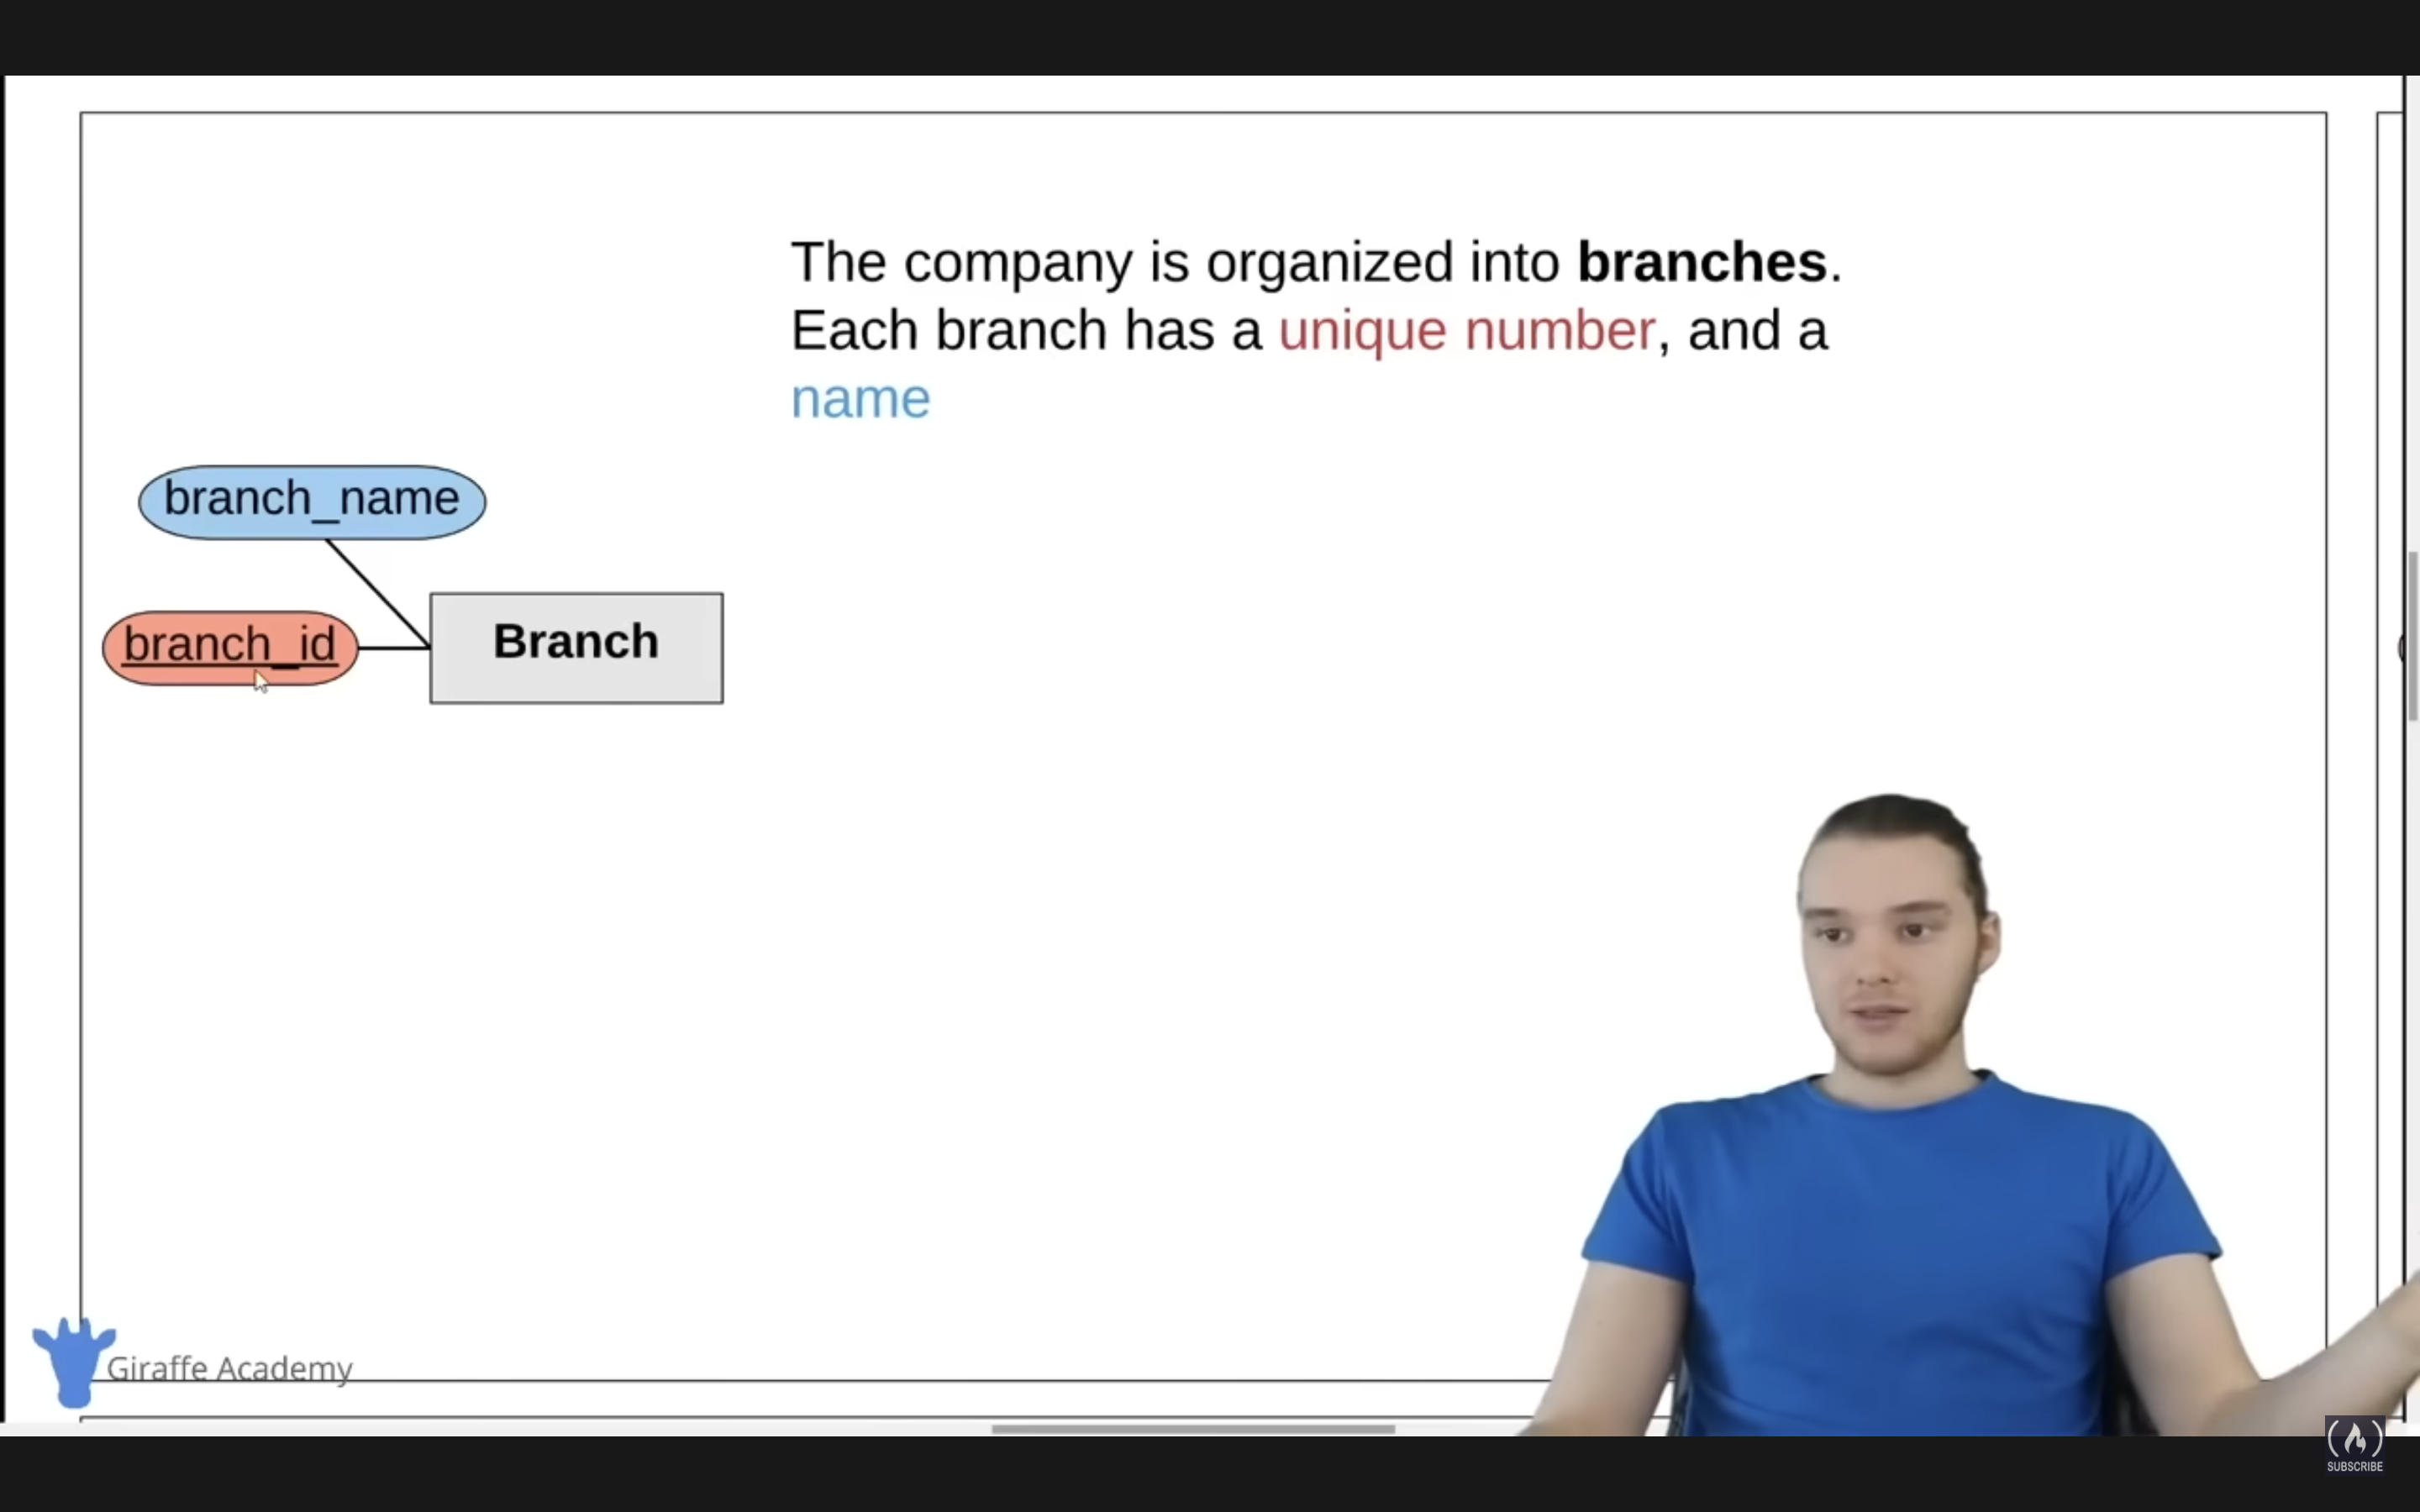 The company is organized into branches.
Each branch has a unique number, and a
name
branch_name
branch_id
Branch
Giraffe Academy
SUBSCRIBE